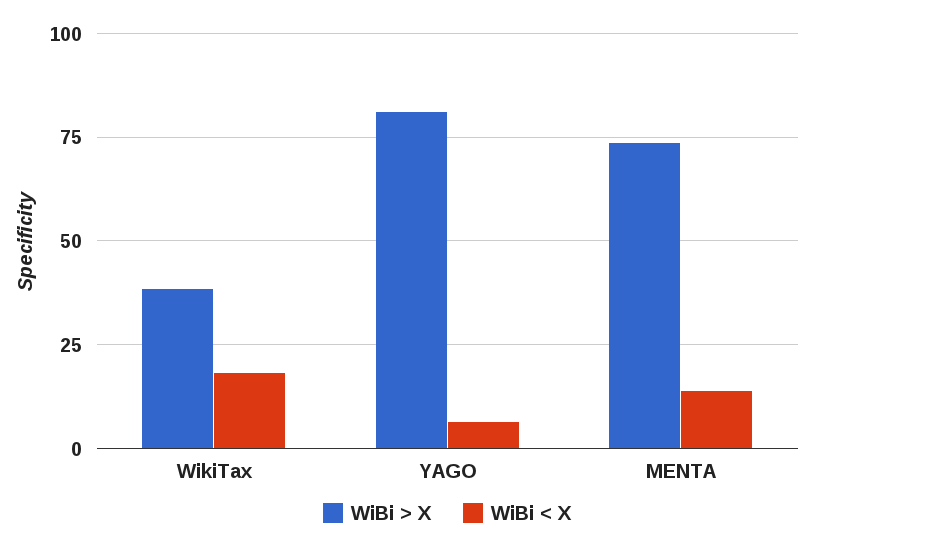 100
75
50
25
0
Specificity
WikiTax
YAGO
MENTA
WiBi > X
WiBi < X